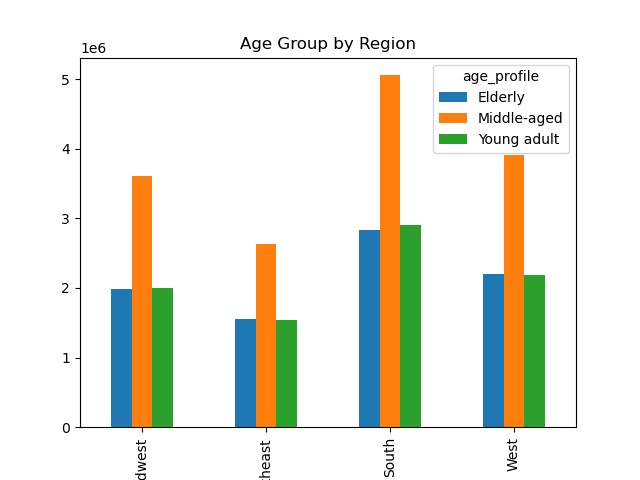 Age Group by Region
1e6
age_profile
Elderly
Middle-aged
Young adult
5
4
3
2
1
0
dwest
heast
South
West